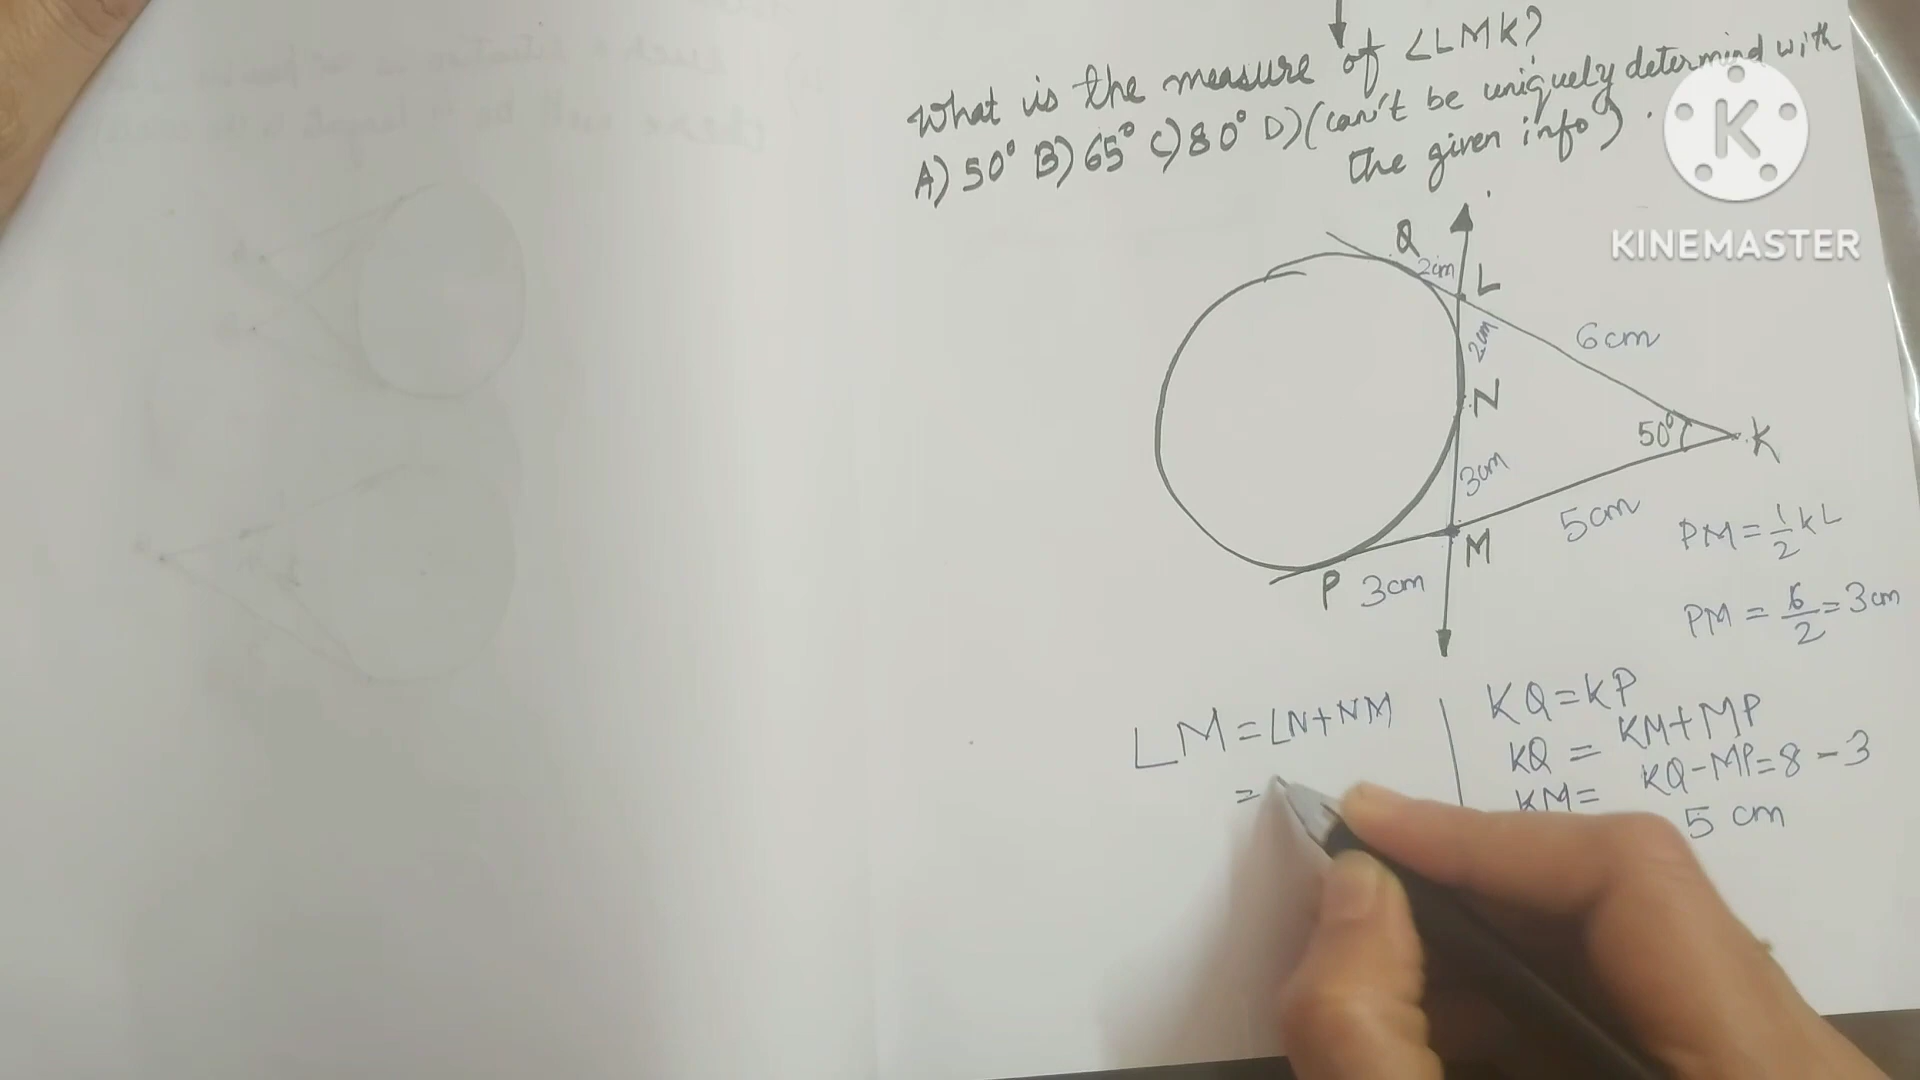 What is the measure of ∠LMK?
A) 50° B) 65° C) 80° D) (can't be uniquely determind with
the given info).
K
KINEMASTER
Q
2cm
L
6cm
2cm
N
50°
K
3cm
5cm
M
P 3cm
PM = 1/2 KL
PM = 6/2 = 3cm
LM = LN + NM
=
KQ = KP
KQ = KM + MP
KM = KQ - MP = 8 - 3
5 cm